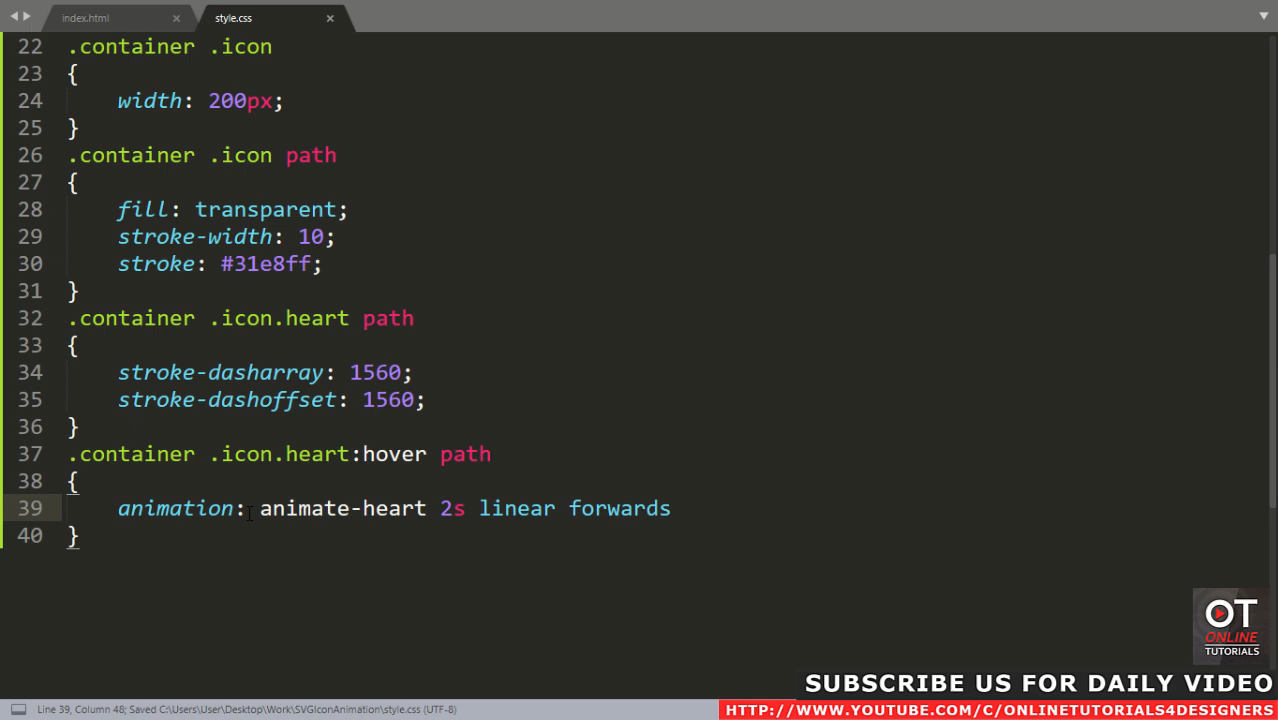 index.html
style.css
22 .container .icon
23 {
24 width: 200px;
25 }
26 .container .icon path
27 {
28 fill: transparent;
29 stroke-width: 10;
30 stroke: #31e8ff;
31 }
32 .container .icon.heart path
33 {
34 stroke-dasharray: 1560;
35 stroke-dashoffset: 1560;
36 }
37 .container .icon.heart:hover path
38 {
39 animation: animate-heart 2s linear forwards
40 }
OT
ONLINE
TUTORIALS
SUBSCRIBE US FOR DAILY VIDEO
Line 39, Column 48; Saved C:\Users\User\Desktop\Work\SVGIconAnimation\style.css (UTF-8)
HTTP://WWW.YOUTUBE.COM/C/ONLINETUTORIALS4DESIGNERS